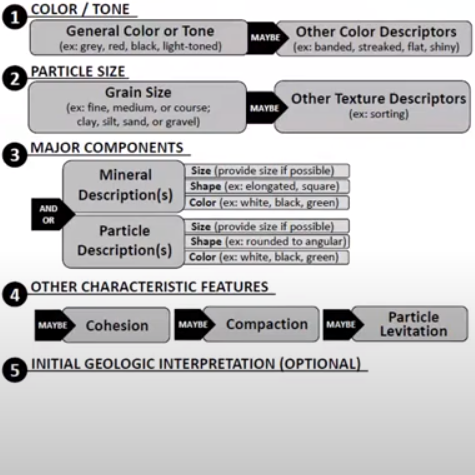 1 COLOR / TONE
General Color or Tone
(ex: grey, red, black, light-toned)
MAYBE
Other Color Descriptors
(ex: banded, streaked, flat, shiny)
2 PARTICLE SIZE
Grain Size
(ex: fine, medium, or course;
clay, silt, sand, or gravel)
MAYBE
Other Texture Descriptors
(ex: sorting)
3 MAJOR COMPONENTS
AND
OR
Mineral
Description(s)
Size (provide size if possible)
Shape (ex: elongated, square)
Color (ex: white, black, green)
Particle
Description(s)
Size (provide size if possible)
Shape (ex: rounded to angular)
Color (ex: white, black, green)
4 OTHER CHARACTERISTIC FEATURES
MAYBE
Cohesion
MAYBE
Compaction
MAYBE
Particle
Levitation
5 INITIAL GEOLOGIC INTERPRETATION (OPTIONAL)